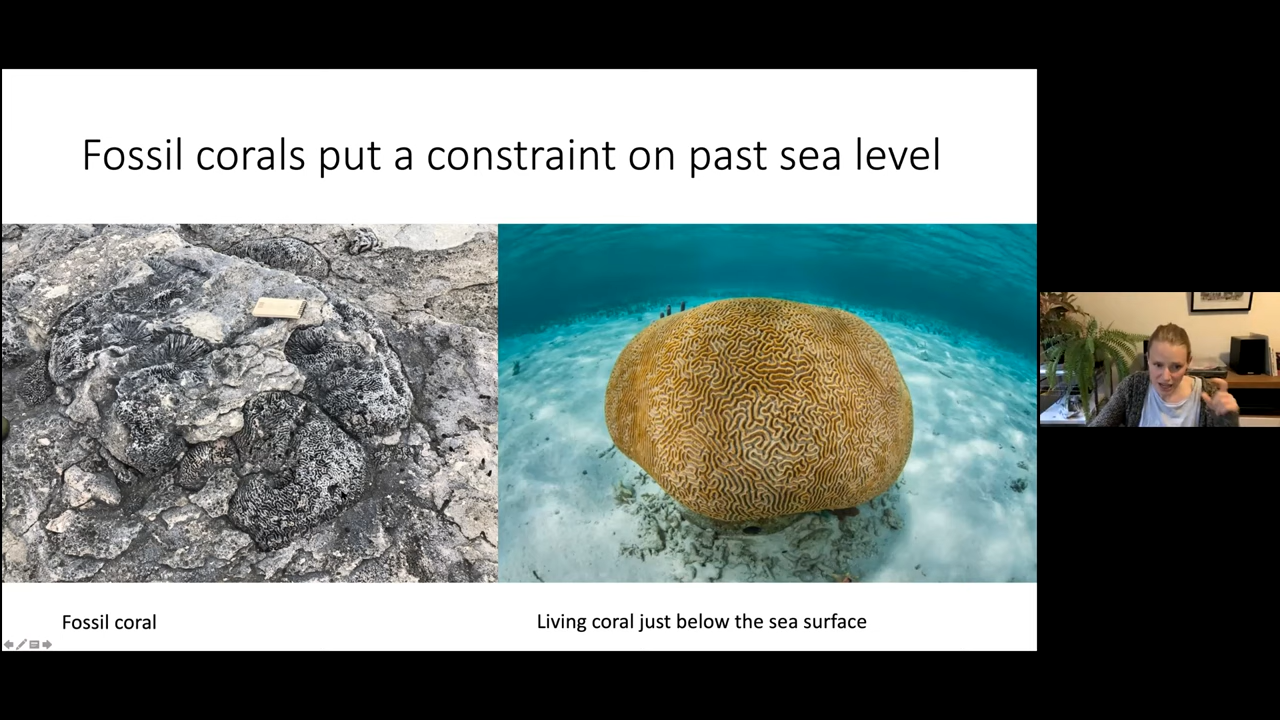 Fossil corals put a constraint on past sea level
Fossil coral
Living coral just below the sea surface